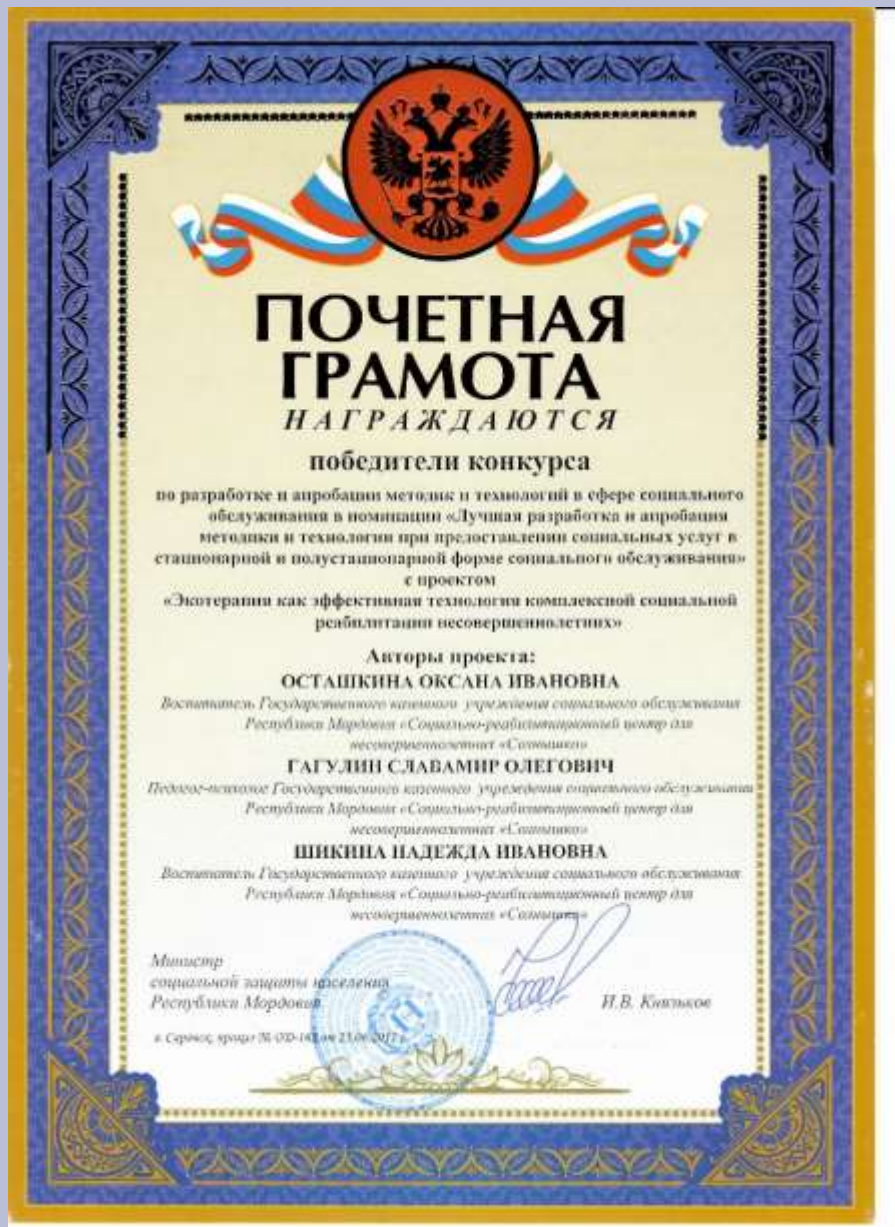 ПОЧЕТНАЯ
ГРАМОТА
НАГРАЖДАЮТСЯ
победители конкурса
по разработке и апробации методик и технологий в сфере социального
обслуживания в номинации «Лучшая разработка и апробация
методики и технологии при предоставлении социальных услуг в
стационарной и полустационарной форме социального обслуживания»
с проектом
«Экотерапия как эффективная технология комплексной социальной
реабилитации несовершеннолетних»
Авторы проекта:
ОСТАШКИНА ОКСАНА ИВАНОВНА
Воспитатель Государственного казенного учреждения социального обслуживания
Республики Мордовия «Социально-реабилитационный центр для
несовершеннолетних «Солнышко»
ГАГУЛИН СЛАВАМИР ОЛЕГОВИЧ
Педагог-психолог Государственного казенного учреждения социального обслуживания
Республики Мордовия «Социально-реабилитационный центр для
несовершеннолетних «Солнышко»
ШИКИНА НАДЕЖДА ИВАНОВНА
Воспитатель Государственного казенного учреждения социального обслуживания
Республики Мордовия «Социально-реабилитационный центр для
несовершеннолетних «Солнышко»
Министр
социальной защиты населения
Республики Мордовия
И.В. Князьков
г. Саранск, приказ №